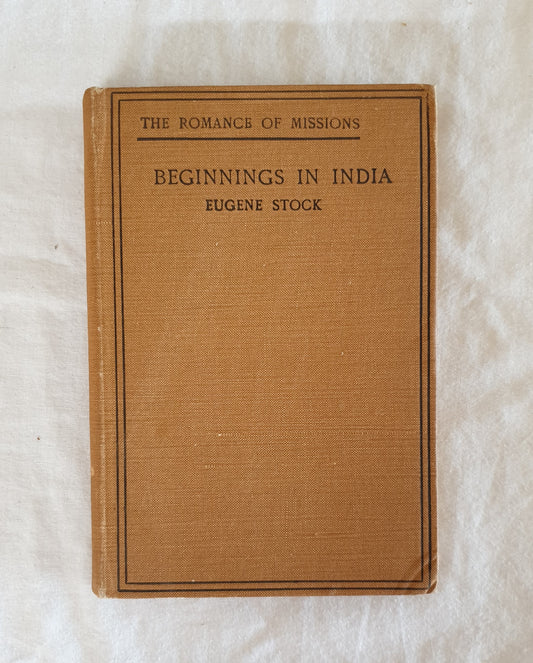 THE ROMANCE OF MISSIONS
BEGINNINGS IN INDIA
EUGENE STOCK